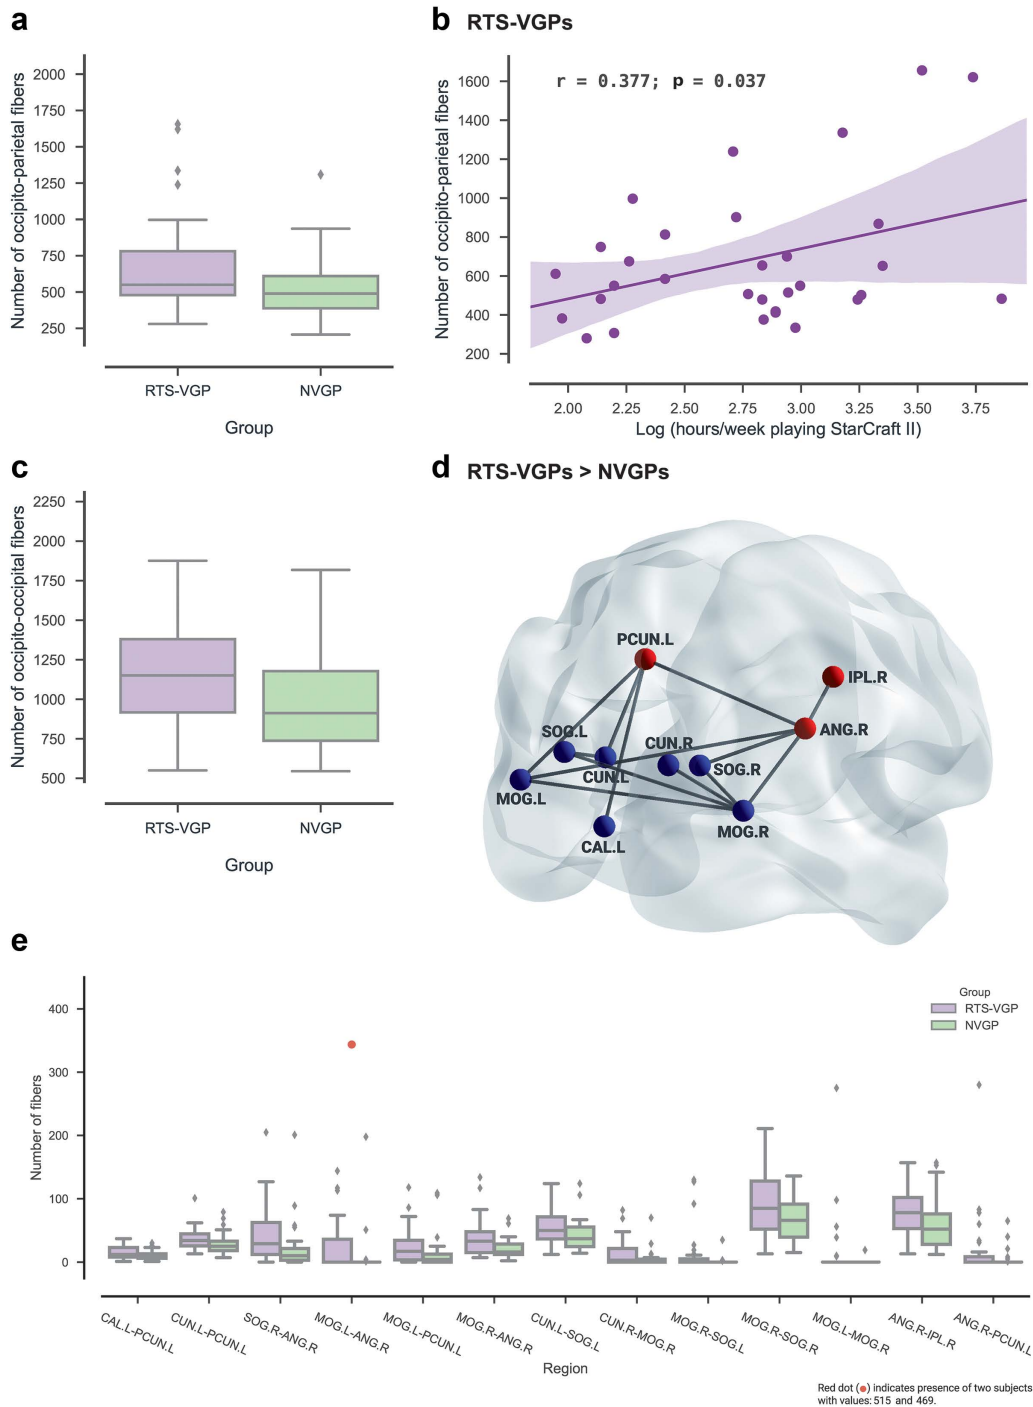 a
Number of occipito-parietal fibers
2000
1750
1500
1250
1000
750
500
250
RTS-VGP NVGP
Group
b RTS-VGPs
r = 0.377; p = 0.037
Number of occipito-parietal fibers
1600
1400
1200
1000
800
600
400
200
2.00 2.25 2.50 2.75 3.00 3.25 3.50 3.75
Log (hours/week playing StarCraft II)
c
Number of occipito-occipital fibers
2250
2000
1750
1500
1250
1000
750
500
RTS-VGP NVGP
Group
d RTS-VGPs > NVGPs
PCUN.L
IPL.R
ANG.R
SOG.L
CUN.R
SOG.R
CUN.L
MOG.L
MOG.R
CAL.L
e
Number of fibers
400
300
200
100
0
Group
RTS-VGP
NVGP
CAL.L-PCUN.L CUN.L-PCUN.L SOG.R-ANG.R MOG.L-ANG.R MOG.L-PCUN.L MOG.R-ANG.R CUN.L-SOG.L CUN.R-MOG.R MOG.R-SOG.L MOG.R-SOG.R MOG.L-MOG.R ANG.R-IPL.R ANG.R-PCUN.L
Region
Red dot (●) indicates presence of two subjects
with values: 515 and 469.